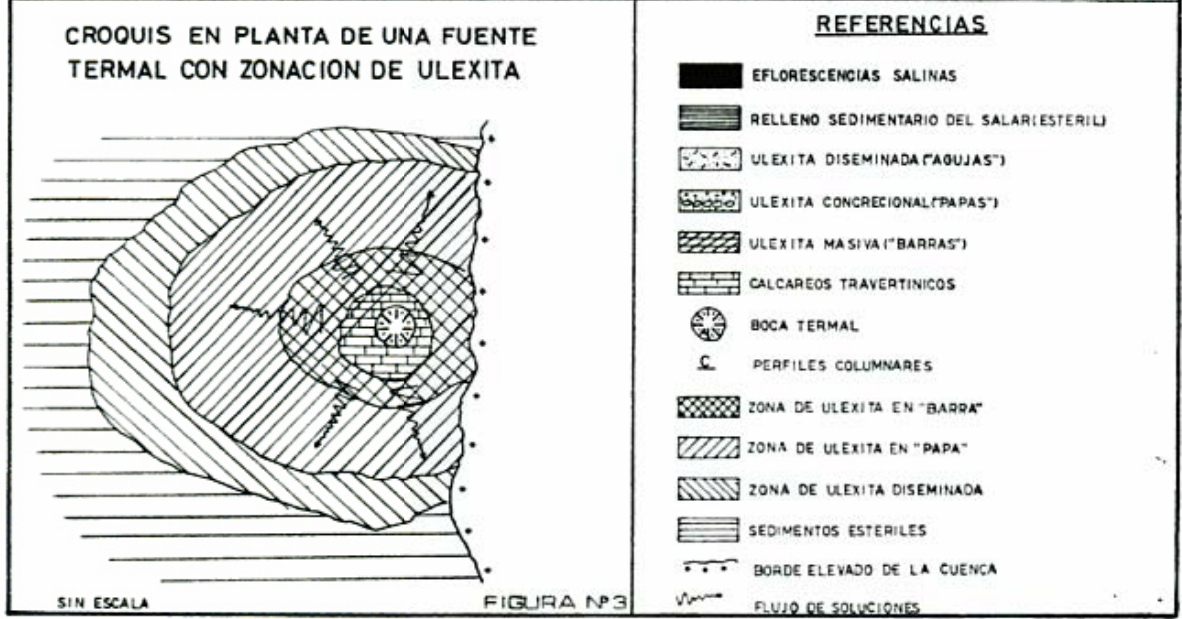 CROQUIS EN PLANTA DE UNA FUENTE
TERMAL CON ZONACION DE ULEXITA
SIN ESCALA
FIGURA Nº3
REFERENCIAS
EFLORESCENCIAS SALINAS
RELLENO SEDIMENTARIO DEL SALAR(ESTERIL)
ULEXITA DISEMINADA ("AGUJAS")
ULEXITA CONCRECIONAL("PAPAS")
ULEXITA MASIVA ("BARRAS")
CALCAREOS TRAVERTINICOS
BOCA TERMAL
C PERFILES COLUMNARES
ZONA DE ULEXITA EN "BARRA"
ZONA DE ULEXITA EN "PAPA"
ZONA DE ULEXITA DISEMINADA
SEDIMENTOS ESTERILES
BORDE ELEVADO DE LA CUENCA
FLUJO DE SOLUCIONES